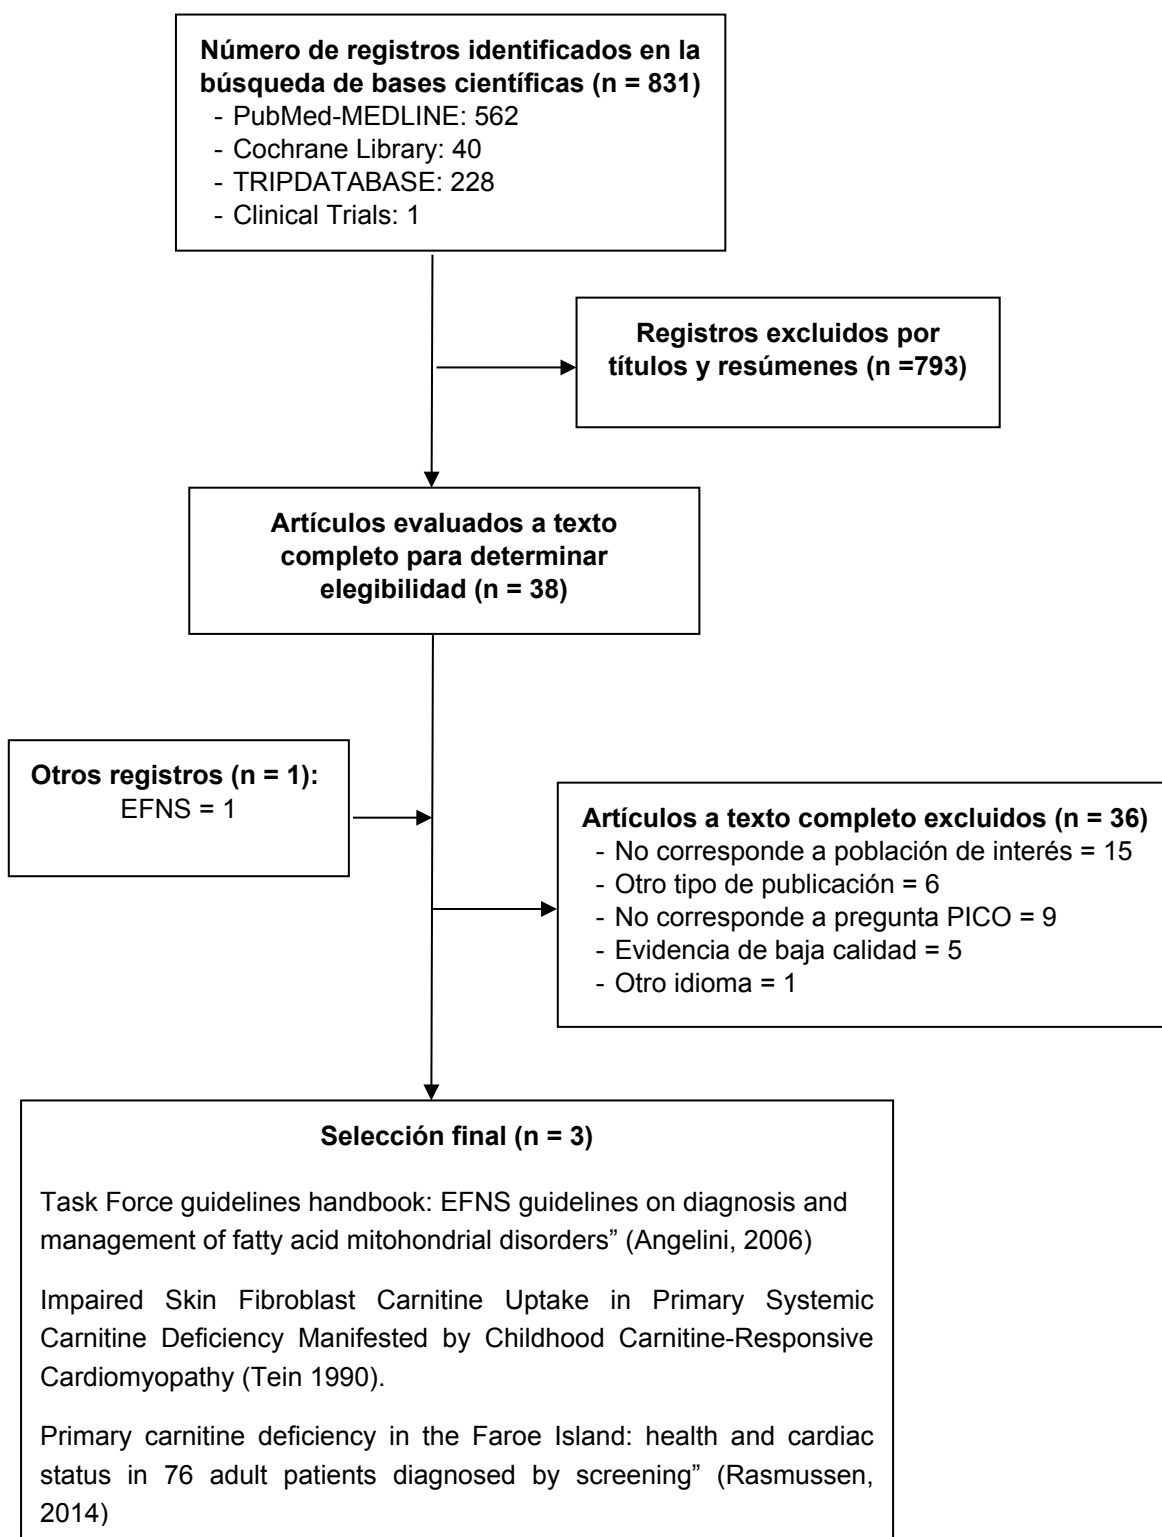 Número de registros identificados en la
búsqueda de bases científicas (n = 831)
- PubMed-MEDLINE: 562
- Cochrane Library: 40
- TRIPDATABASE: 228
- Clinical Trials: 1
Registros excluidos por
títulos y resúmenes (n =793)
Artículos evaluados a texto
completo para determinar
elegibilidad (n = 38)
Otros registros (n = 1):
EFNS = 1
Artículos a texto completo excluidos (n = 36)
- No corresponde a población de interés = 15
- Otro tipo de publicación = 6
- No corresponde a pregunta PICO = 9
- Evidencia de baja calidad = 5
- Otro idioma = 1
Selección final (n = 3)
Task Force guidelines handbook: EFNS guidelines on diagnosis and
management of fatty acid mitohondrial disorders” (Angelini, 2006)
Impaired Skin Fibroblast Carnitine Uptake in Primary Systemic
Carnitine Deficiency Manifested by Childhood Carnitine-Responsive
Cardiomyopathy (Tein 1990).
Primary carnitine deficiency in the Faroe Island: health and cardiac
status in 76 adult patients diagnosed by screening” (Rasmussen,
2014)